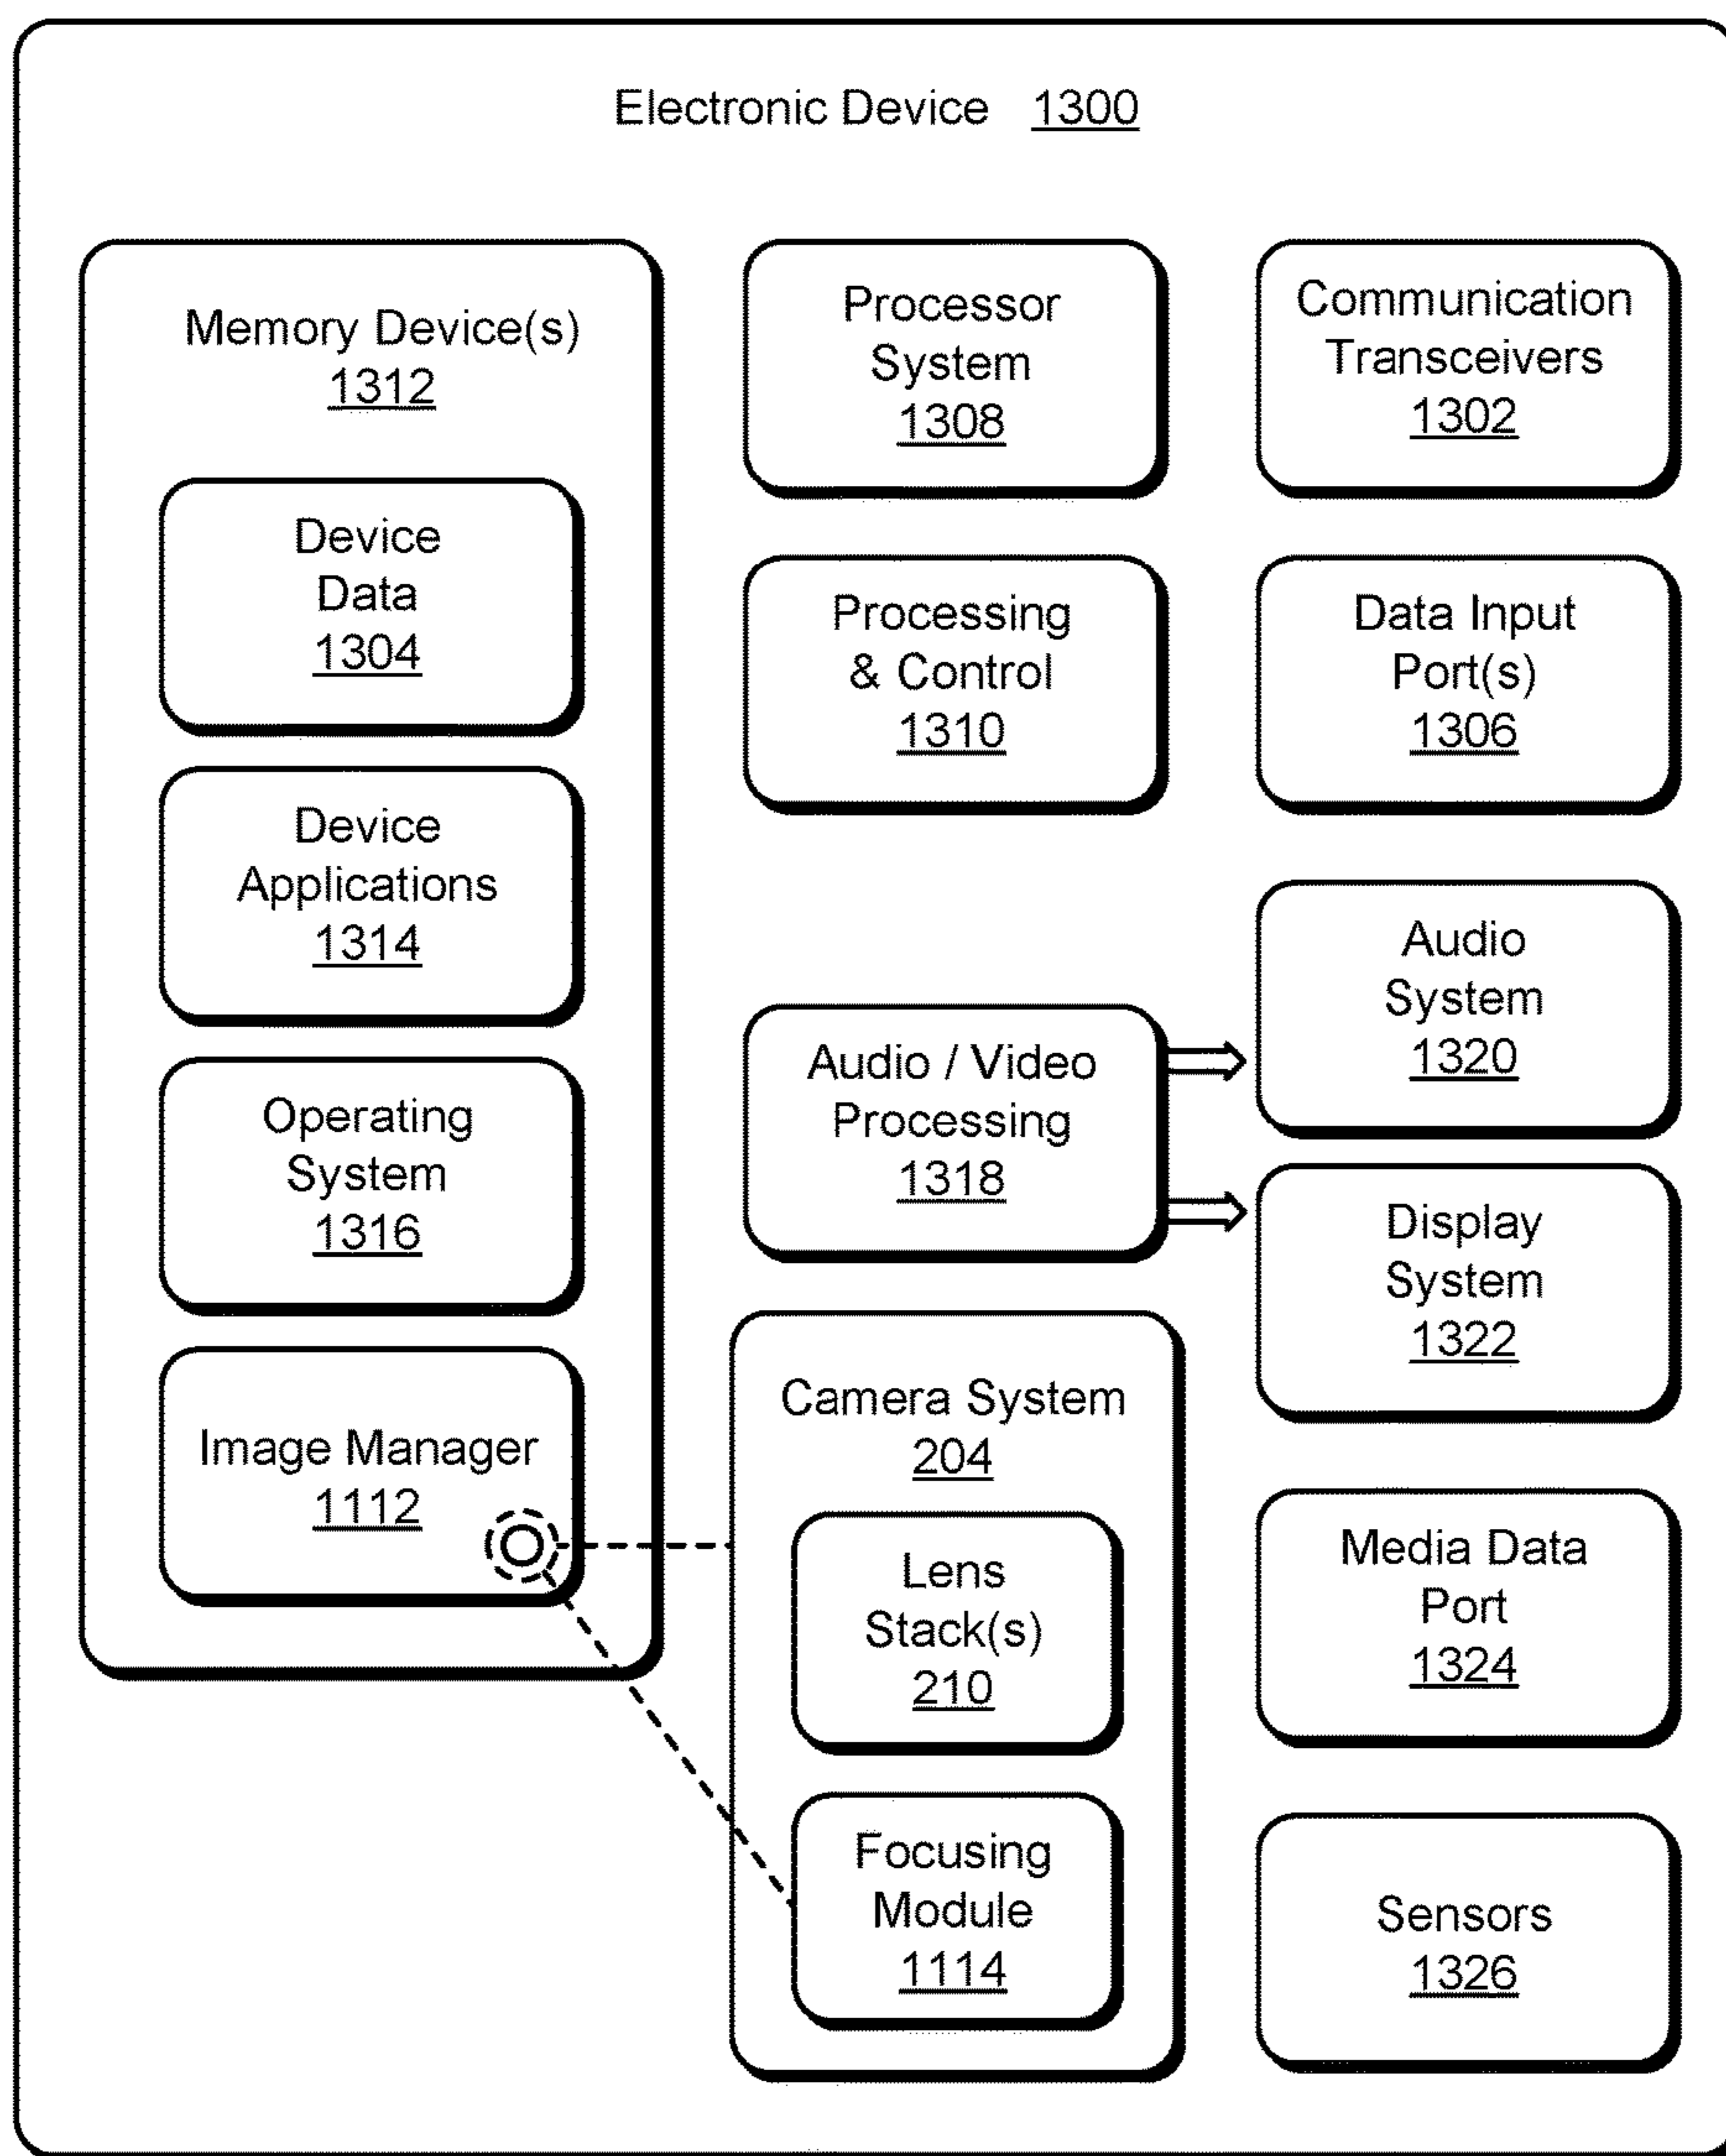 Electronic Device 1300
Memory Device(s)
1312
Device
Data
1304
Device
Applications
1314
Operating
System
1316
Image Manager
1112
Processor
System
1308
Processing
& Control
1310
Audio / Video
Processing
1318
Camera System
204
Lens
Stack(s)
210
Focusing
Module
1114
Communication
Transceivers
1302
Data Input
Port(s)
1306
Audio
System
1320
Display
System
1322
Media Data
Port
1324
Sensors
1326